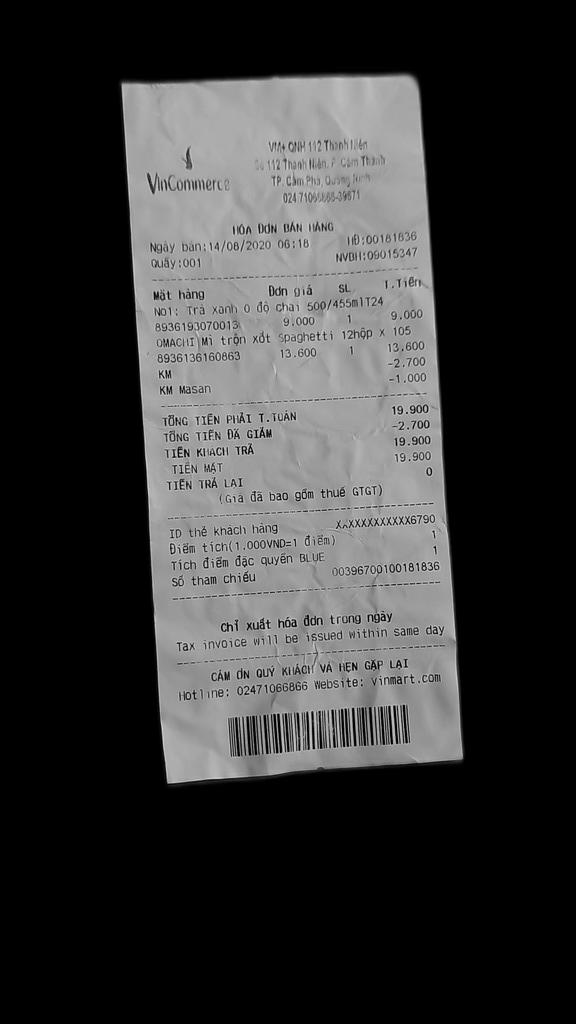 VinCommerce
VM+ QNH 112 Thanh Niên
Số 112 Thanh Niên, P. Cẩm Thành
TP. Cẩm Phả, Quảng Ninh
HÓA ĐƠN BÁN HÀNG
Ngày bán:14/08/2020 06:18 HĐ:00181836
Quầy:001 NVBH:09015347
Mặt hàng Đơn giá SL T.Tiền
No1: Trà xanh 0 độ chai 500/455mlT24
8936193070013 9.000 1 9.000
OMACHI Mì trộn xốt Spaghetti 12hộp x 105
8936136160863 13.600 1 13.600
KM -2.700
KM Masan -1.000
TỔNG TIỀN PHẢI T.TOÁN 19.900
TỔNG TIỀN ĐÃ GIẢM -2.700
TIỀN KHÁCH TRẢ 19.900
TIỀN MẶT 19.900
TIỀN TRẢ LẠI 0
(Giá đã bao gồm thuế GTGT)
ID thẻ khách hàng XXXXXXXXXXXX6790
Điểm tích(1.000VND=1 điểm) 1
Tích điểm đặc quyền BLUE 1
Số tham chiếu 00396700100181836
Chỉ xuất hóa đơn trong ngày
Tax invoice will be issued within same day
CẢM ƠN QUÝ KHÁCH VÀ HẸN GẶP LẠI
Hotline: 02471066866 Website: vinmart.com